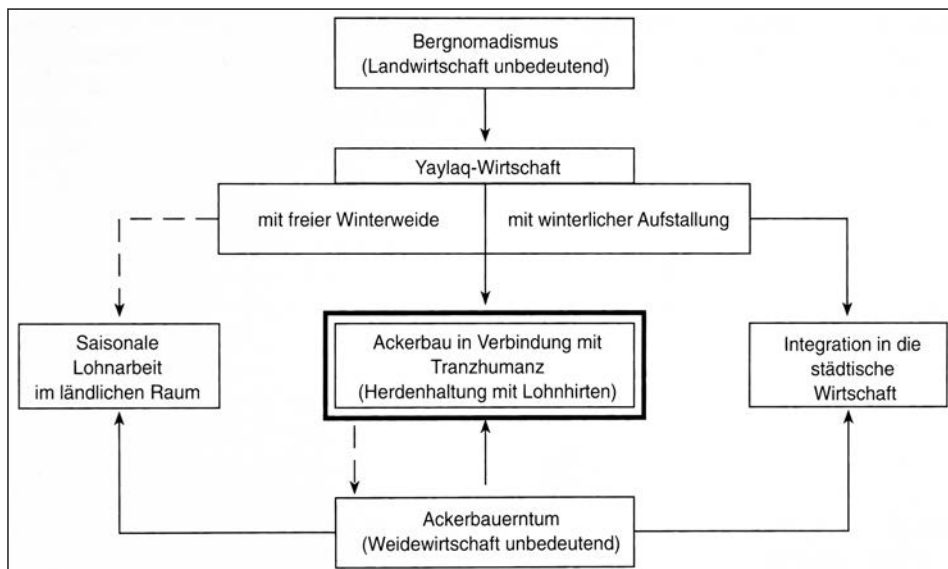 Bergnomadismus
(Landwirtschaft unbedeutend)
Yaylaq-Wirtschaft
mit freier Winterweide
mit winterlicher Aufstallung
Saisonale
Lohnarbeit
im ländlichen Raum
Ackerbau in Verbindung mit
Tranzhumanz
(Herdenhaltung mit Lohnhirten)
Integration in die
städtische
Wirtschaft
Ackerbauerntum
(Weidewirtschaft unbedeutend)